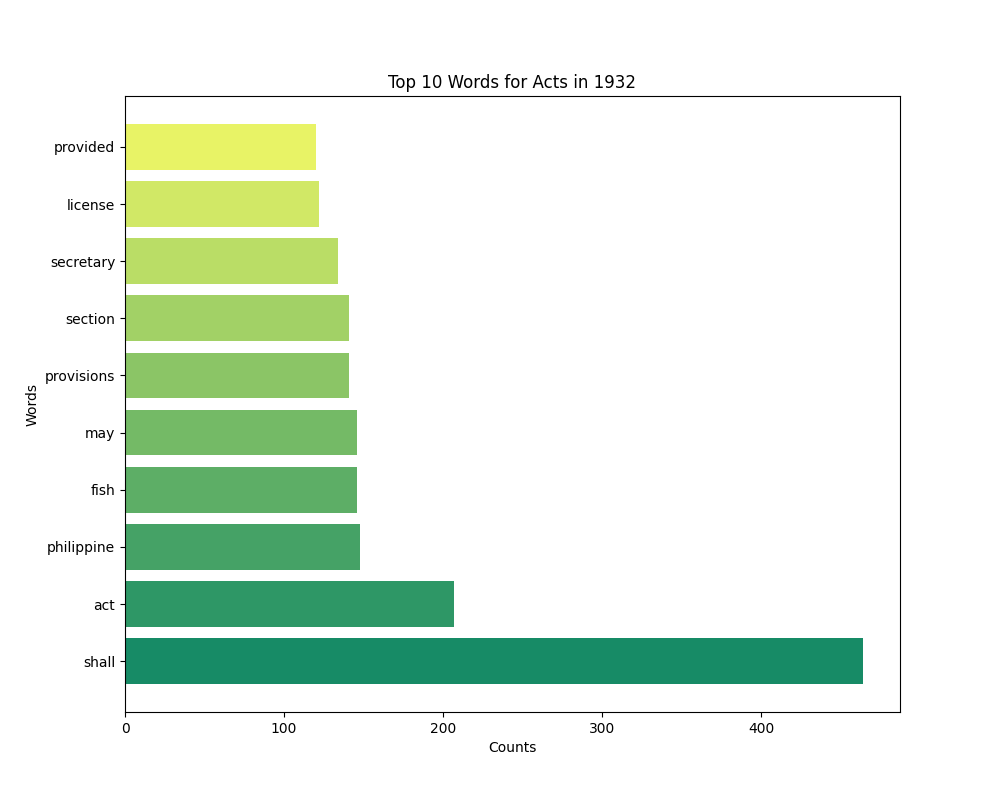 Top 10 Words for Acts in 1932
provided
license
secretary
section
provisions
may
fish
philippine
act
shall
Words
0 100 200 300 400
Counts